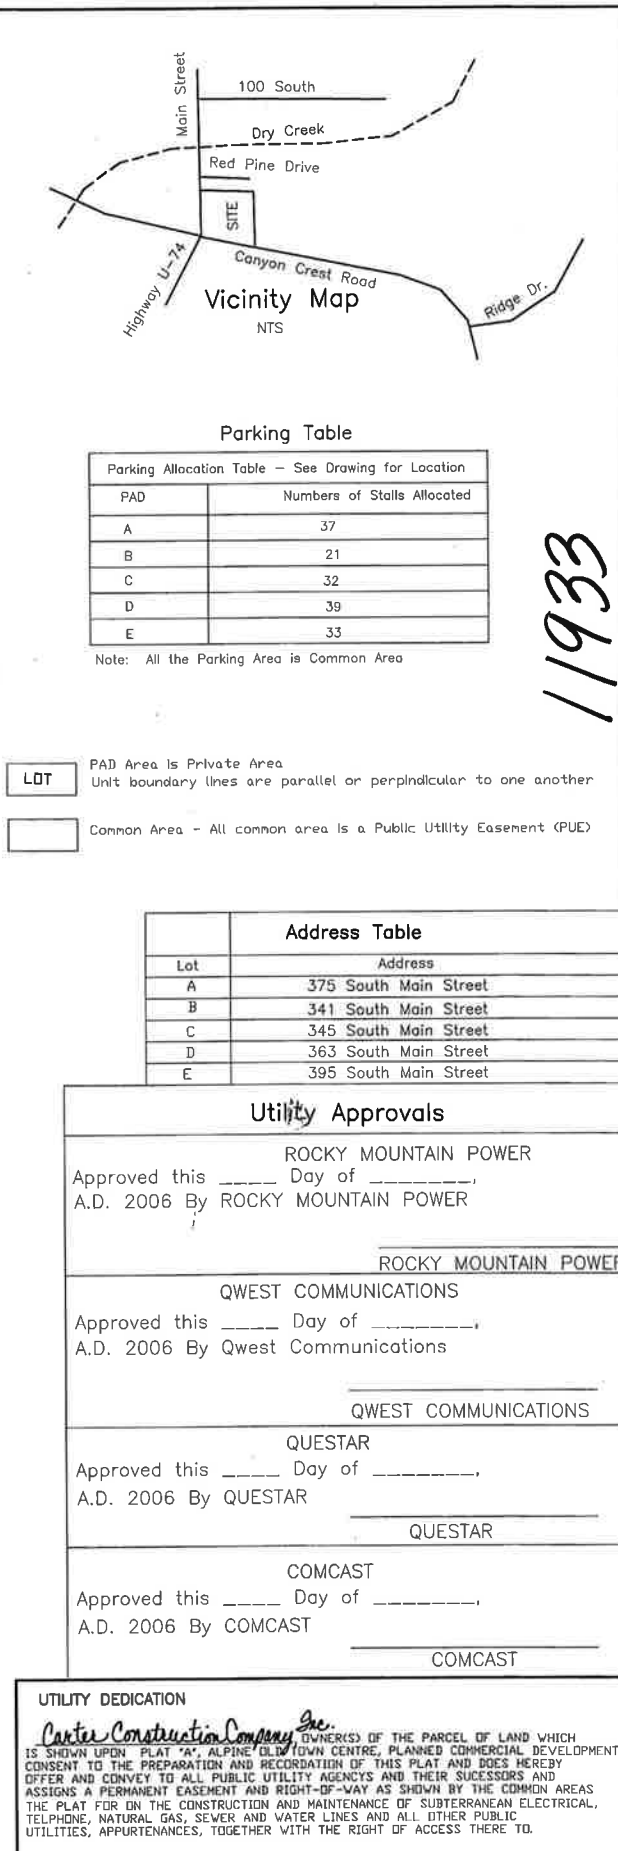 Main Street
100 South
Dry Creek
Red Pine Drive
SITE
Canyon Crest Road
Highway U-74
Ridge Dr.
Vicinity Map
NTS
Parking Table
Parking Allocation Table – See Drawing for Location
PAD Numbers of Stalls Allocated
A 37
B 21
C 32
D 39
E 33
Note: All the Parking Area is Common Area
11933
LOT
PAD Area Is Private Area
Unit boundary lines are parallel or perpindicular to one another
Common Area - All common area Is a Public Utility Easement (PUE)
Address Table
Lot Address
A 375 South Main Street
B 341 South Main Street
C 345 South Main Street
D 363 South Main Street
E 395 South Main Street
Utility Approvals
ROCKY MOUNTAIN POWER
Approved this ____ Day of _______,
A.D. 2006 By ROCKY MOUNTAIN POWER
ROCKY MOUNTAIN POWER
QWEST COMMUNICATIONS
Approved this ____ Day of _______,
A.D. 2006 By Qwest Communications
QWEST COMMUNICATIONS
QUESTAR
Approved this ____ Day of _______,
A.D. 2006 By QUESTAR
QUESTAR
COMCAST
Approved this ____ Day of _______,
A.D. 2006 By COMCAST
COMCAST
UTILITY DEDICATION
Carter Construction Company, Inc. OWNER(S) OF THE PARCEL OF LAND WHICH
IS SHOWN UPON PLAT "A", ALPINE OLD TOWN CENTRE, PLANNED COMMERCIAL DEVELOPMENT
CONSENT TO THE PREPARATION AND RECORDATION OF THIS PLAT AND DOES HEREBY
OFFER AND CONVEY TO ALL PUBLIC UTILITY AGENCYS AND THEIR SUCESSORS AND
ASSIGNS A PERMANENT EASEMENT AND RIGHT-OF-WAY AS SHOWN BY THE COMMON AREAS
THE PLAT FOR ON THE CONSTRUCTION AND MAINTENANCE OF SUBTERRANEAN ELECTRICAL,
TELPHONE, NATURAL GAS, SEWER AND WATER LINES AND ALL OTHER PUBLIC
UTILITIES, APPURTENANCES, TOGETHER WITH THE RIGHT OF ACCESS THERE TO.